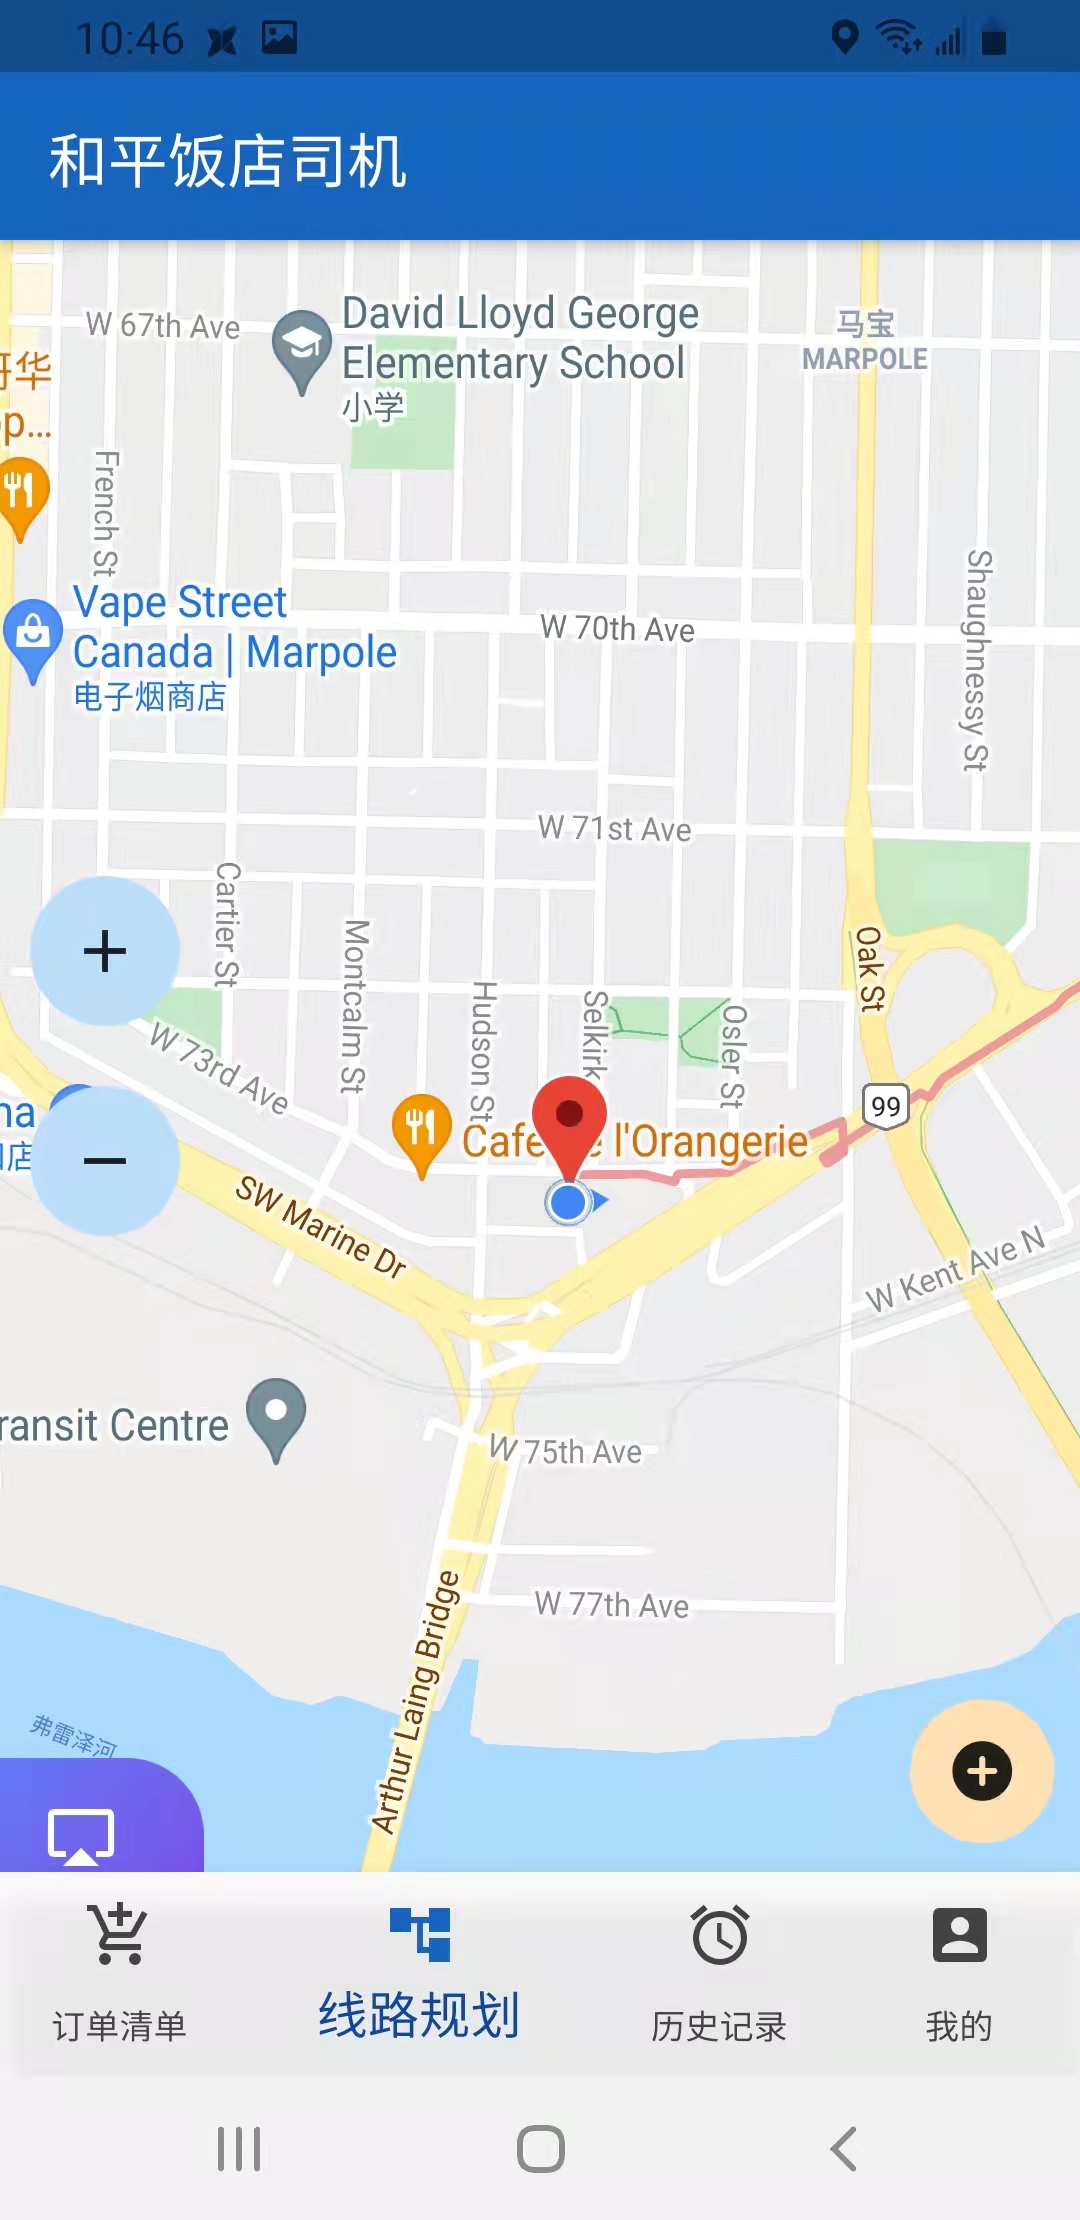 10:46
和平饭店司机
W 67th Ave
David Lloyd George
Elementary School
小学
马宝
MARPOLE
华
op...
French St
Vape Street
Canada | Marpole
电子烟商店
W 70th Ave
Shaughnessy St
W 71st Ave
Cartier St
Montcalm St
Hudson St
Selkirk
Osler St
Oak St
W 73rd Ave
99
na
店
Cafe de l'Orangerie
SW Marine Dr
W Kent Ave N
ransit Centre
W 75th Ave
W 77th Ave
Arthur Laing Bridge
弗雷泽河
订单清单
线路规划
历史记录
我的